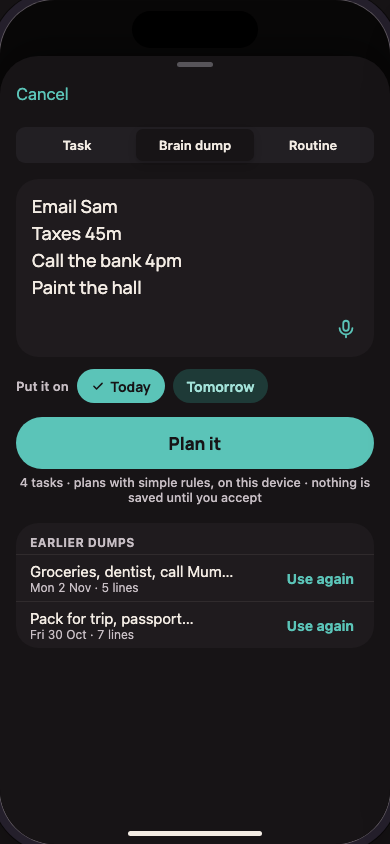 Cancel
Task
Brain dump
Routine
Email Sam
Taxes 45m
Call the bank 4pm
Paint the hall
Put it on
Today
Tomorrow
Plan it
4 tasks · plans with simple rules, on this device · nothing is
saved until you accept
EARLIER DUMPS
Groceries, dentist, call Mum...
Use again
Mon 2 Nov · 5 lines
Pack for trip, passport...
Use again
Fri 30 Oct · 7 lines